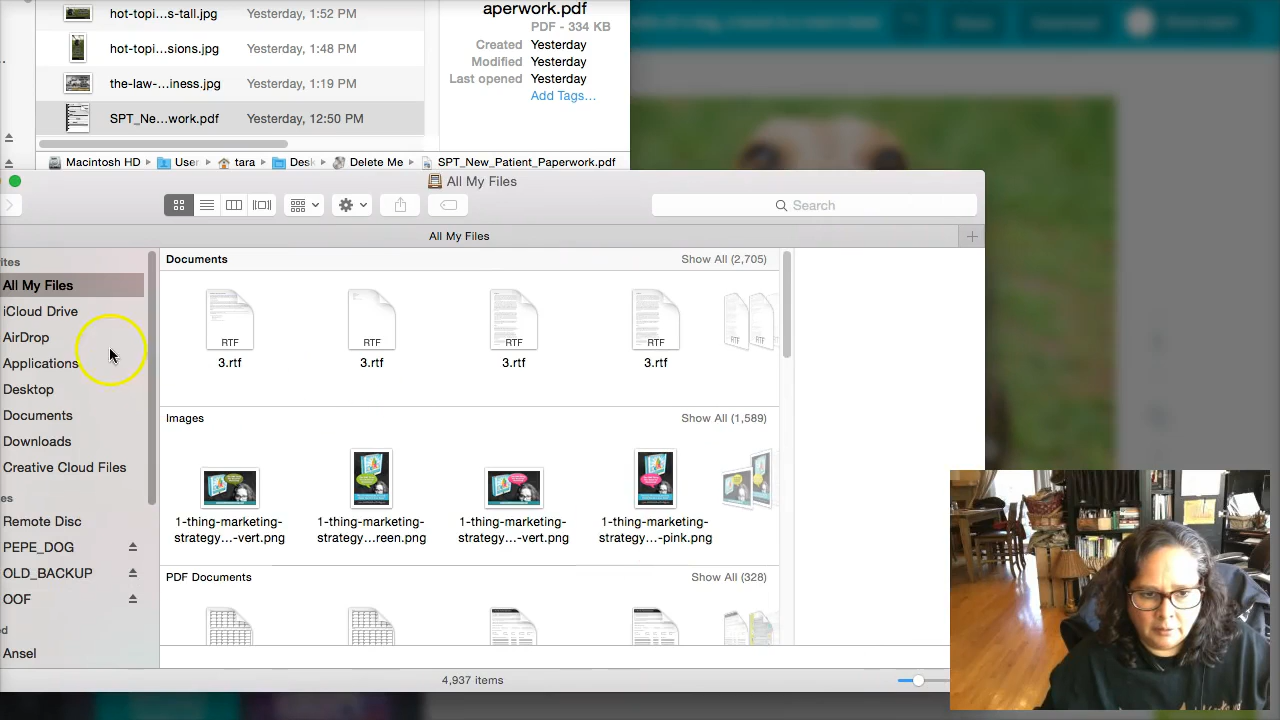 hot-topi...s-tall.jpg Yesterday, 1:52 PM
hot-topi...sions.jpg Yesterday, 1:48 PM
the-law-...iness.jpg Yesterday, 1:19 PM
SPT_Ne...work.pdf Yesterday, 12:50 PM
aperwork.pdf
PDF - 334 KB
Created Yesterday
Modified Yesterday
Last opened Yesterday
Add Tags...
Macintosh HD User tara Desk Delete Me SPT_New_Patient_Paperwork.pdf
All My Files
Search
All My Files
ites
All My Files
iCloud Drive
AirDrop
Applications
Desktop
Documents
Downloads
Creative Cloud Files
es
Remote Disc
PEPE_DOG
OLD_BACKUP
OOF
d
Ansel
Documents Show All (2,705)
RTF RTF RTF RTF
3.rtf 3.rtf 3.rtf 3.rtf
Images Show All (1,589)
1-thing-marketing-strategy...-vert.png
1-thing-marketing-strategy...reen.png
1-thing-marketing-strategy...-vert.png
1-thing-marketing-strategy...-pink.png
PDF Documents Show All (328)
4,937 items